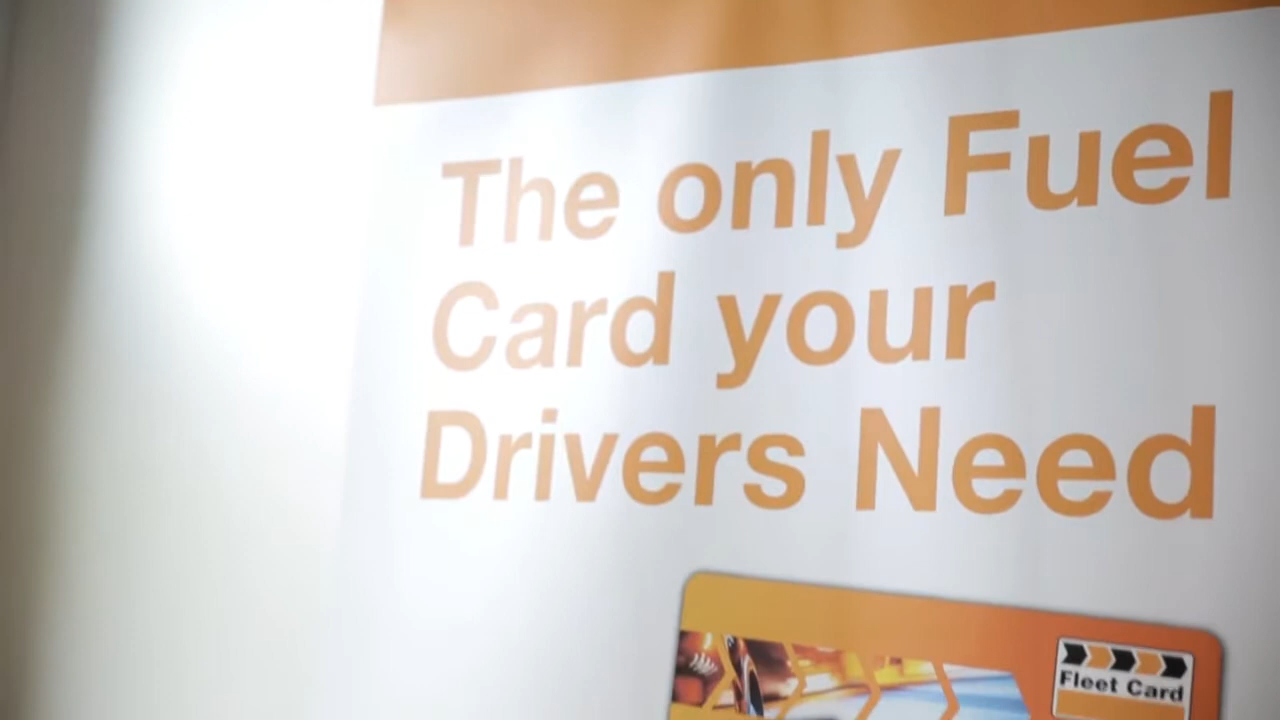 The only Fuel
Card your
Drivers Need
Fleet Card